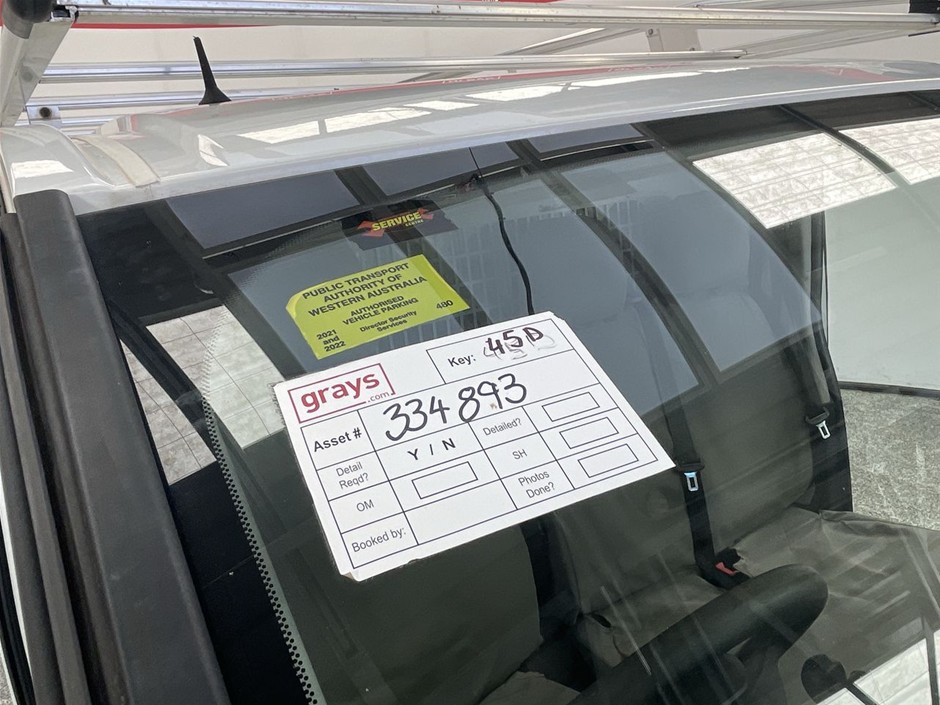 SERVICE
CENTRE
PUBLIC TRANSPORT
AUTHORITY OF
WESTERN AUSTRALIA
AUTHORISED
VEHICLE PARKING
2021
and
2022
Director Security
Services
480
grays
.com
Key: 45D
Asset # 334893
Detail
Reqd?
Y / N
Detailed?
OM
SH
Booked by:
Photos
Done?